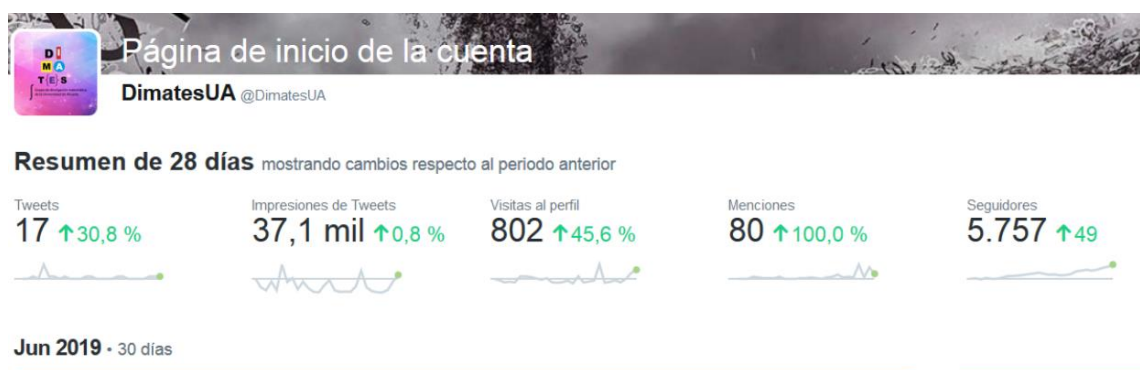 Página de inicio de la cuenta
D I
M A
T E S
DimatesUA @DimatesUA
Resumen de 28 días mostrando cambios respecto al periodo anterior
Tweets
17 ↑30,8 %
Impresiones de Tweets
37,1 mil ↑0,8 %
Visitas al perfil
802 ↑45,6 %
Menciones
80 ↑100,0 %
Seguidores
5.757 ↑49
Jun 2019 • 30 días